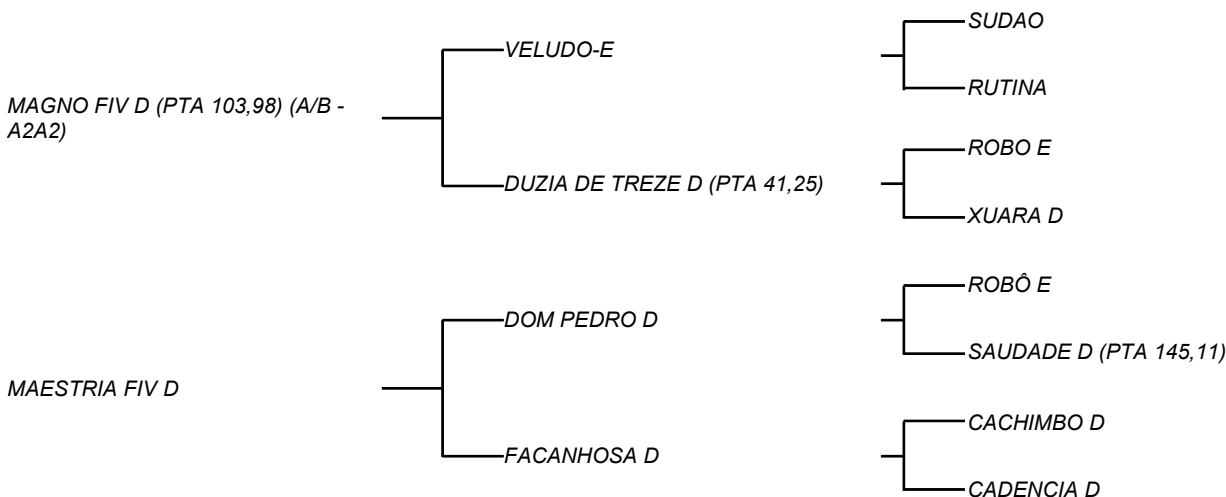 SUDAO
VELUDO-E
RUTINA
MAGNO FIV D (PTA 103,98) (A/B -
A2A2)
ROBO E
DUZIA DE TREZE D (PTA 41,25)
XUARA D
ROBÔ E
DOM PEDRO D
SAUDADE D (PTA 145,11)
MAESTRIA FIV D
CACHIMBO D
FACANHOSA D
CADENCIA D